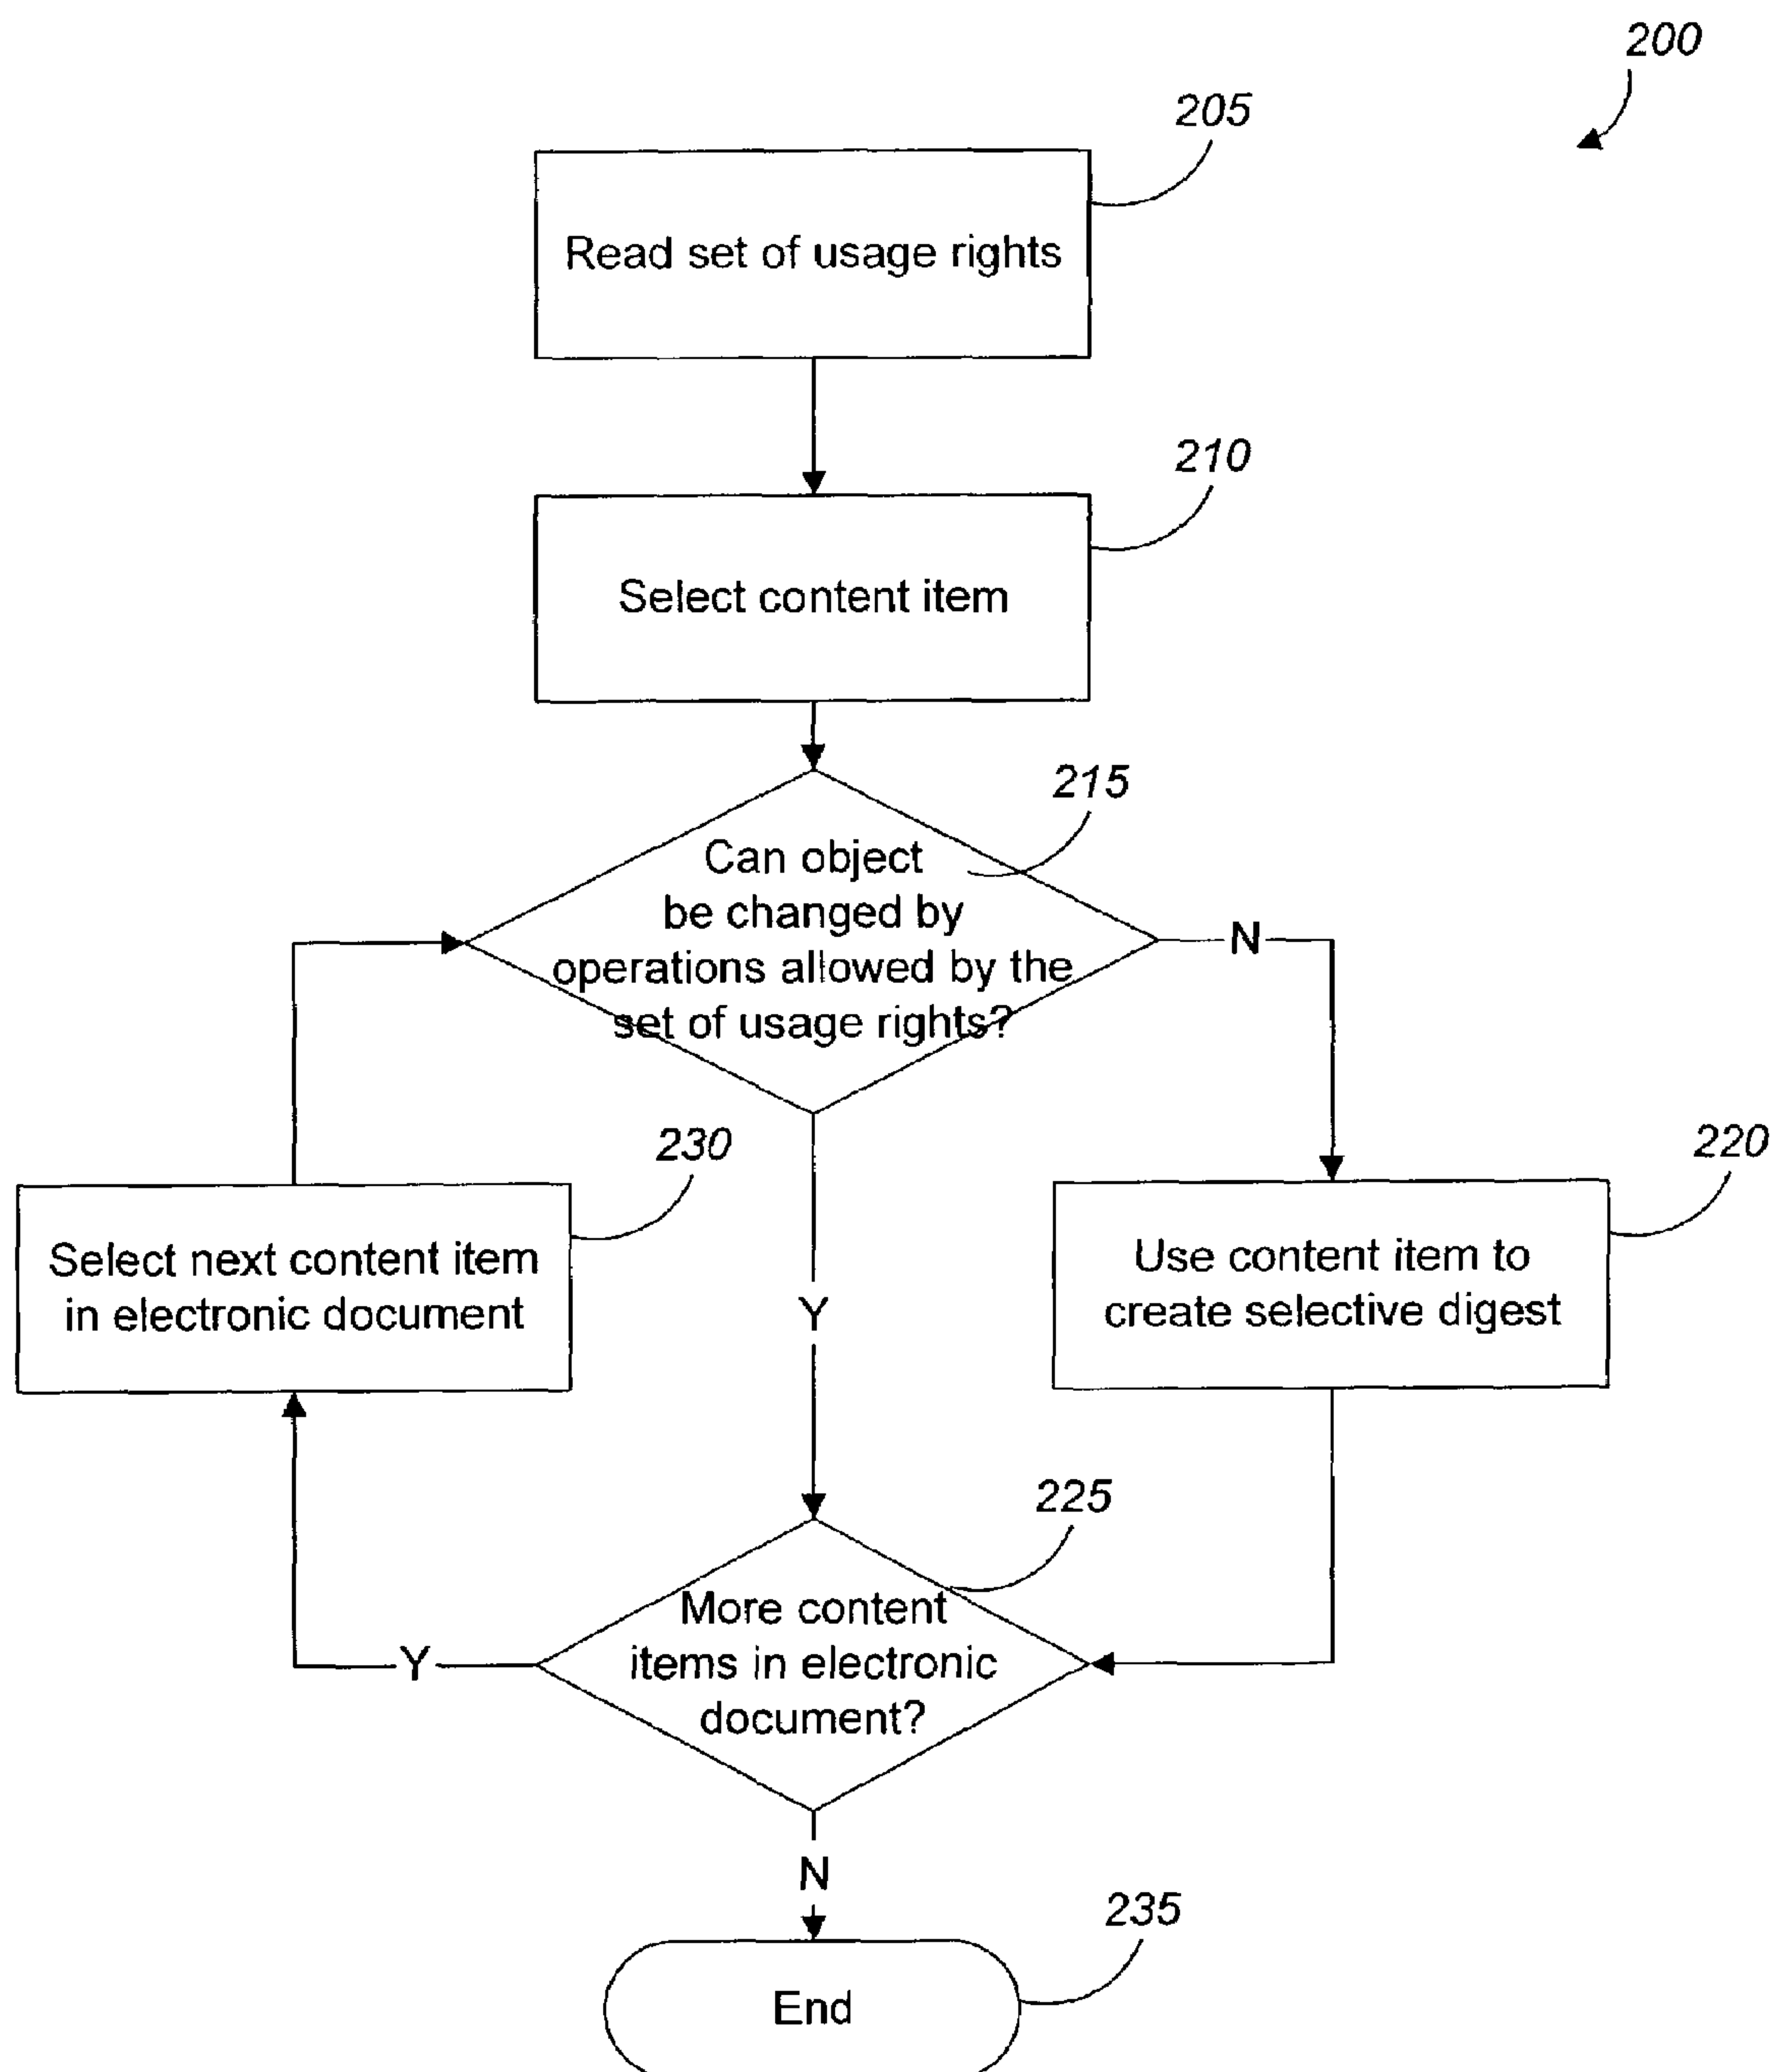 200
205
Read set of usage rights
210
Select content item
215
Can object
be changed by
operations allowed by the
set of usage rights?
N
230
Select next content item
in electronic document
Y
220
Use content item to
create selective digest
225
More content
items in electronic
document?
Y
N
235
End